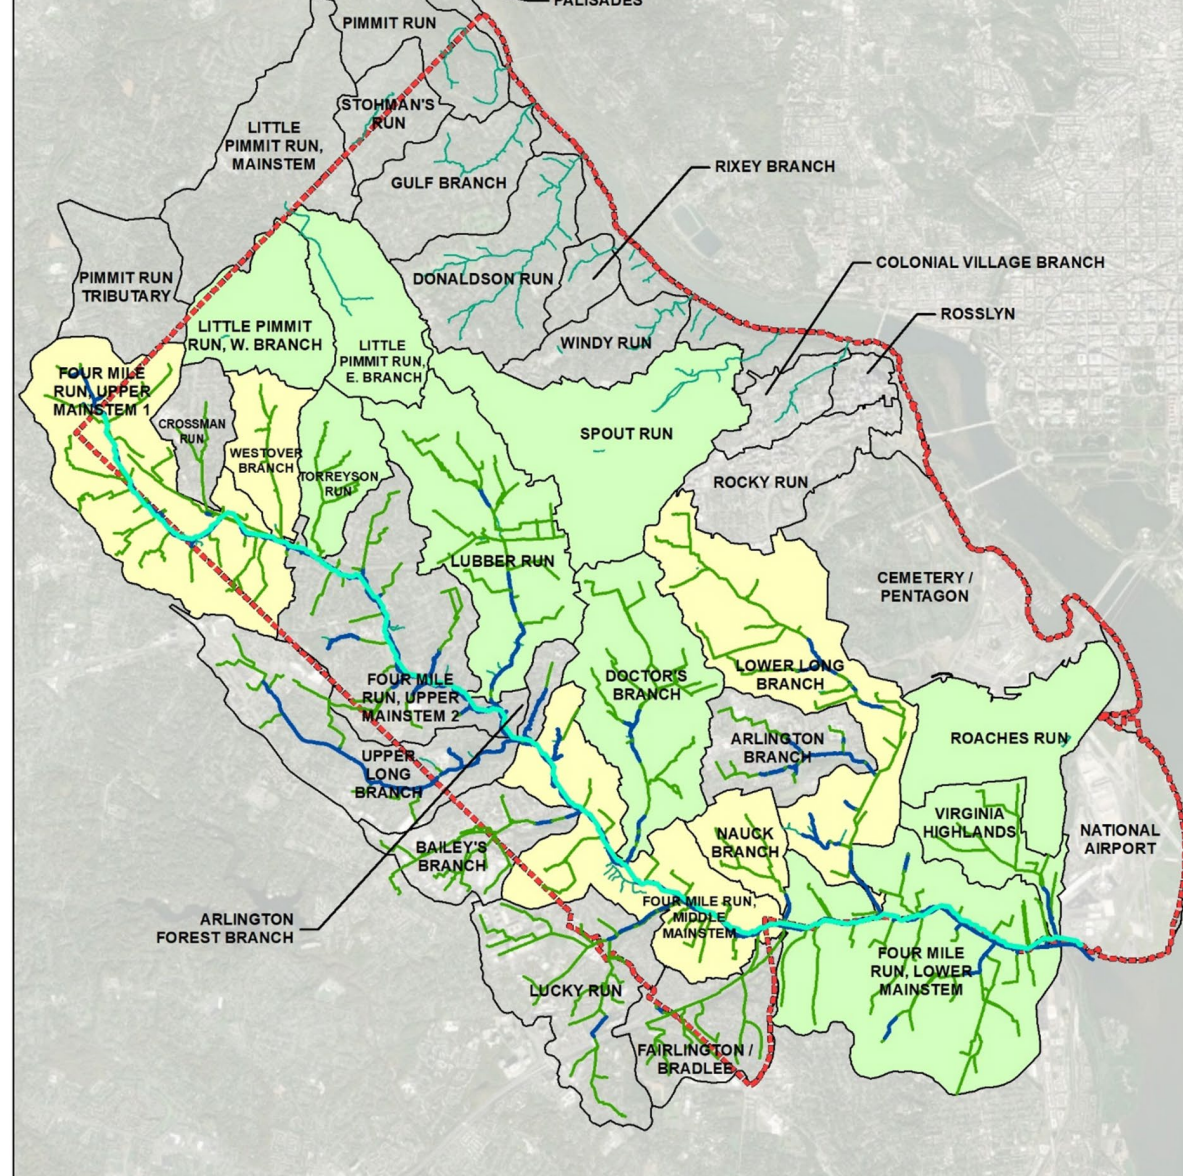 PALISADES
PIMMIT RUN
STOHMAN'S
RUN
LITTLE
PIMMIT RUN,
MAINSTEM
GULF BRANCH
RIXEY BRANCH
PIMMIT RUN
TRIBUTARY
DONALDSON RUN
COLONIAL VILLAGE BRANCH
ROSSLYN
LITTLE PIMMIT
RUN, W. BRANCH
LITTLE
PIMMIT RUN,
E. BRANCH
WINDY RUN
FOUR MILE
RUN, UPPER
MAINSTEM 1
CROSSMAN
RUN
WESTOVER
BRANCH
TORREYSON
RUN
SPOUT RUN
ROCKY RUN
LUBBER RUN
CEMETERY /
PENTAGON
FOUR MILE
RUN, UPPER
MAINSTEM 2
DOCTOR'S
BRANCH
LOWER LONG
BRANCH
UPPER
LONG
BRANCH
ARLINGTON
BRANCH
ROACHES RUN
BAILEY'S
BRANCH
NAUCK
BRANCH
VIRGINIA
HIGHLANDS
NATIONAL
AIRPORT
ARLINGTON
FOREST BRANCH
FOUR MILE RUN,
MIDDLE
MAINSTEM
FOUR MILE
RUN, LOWER
MAINSTEM
LUCKY RUN
FAIRLINGTON /
BRADLEE